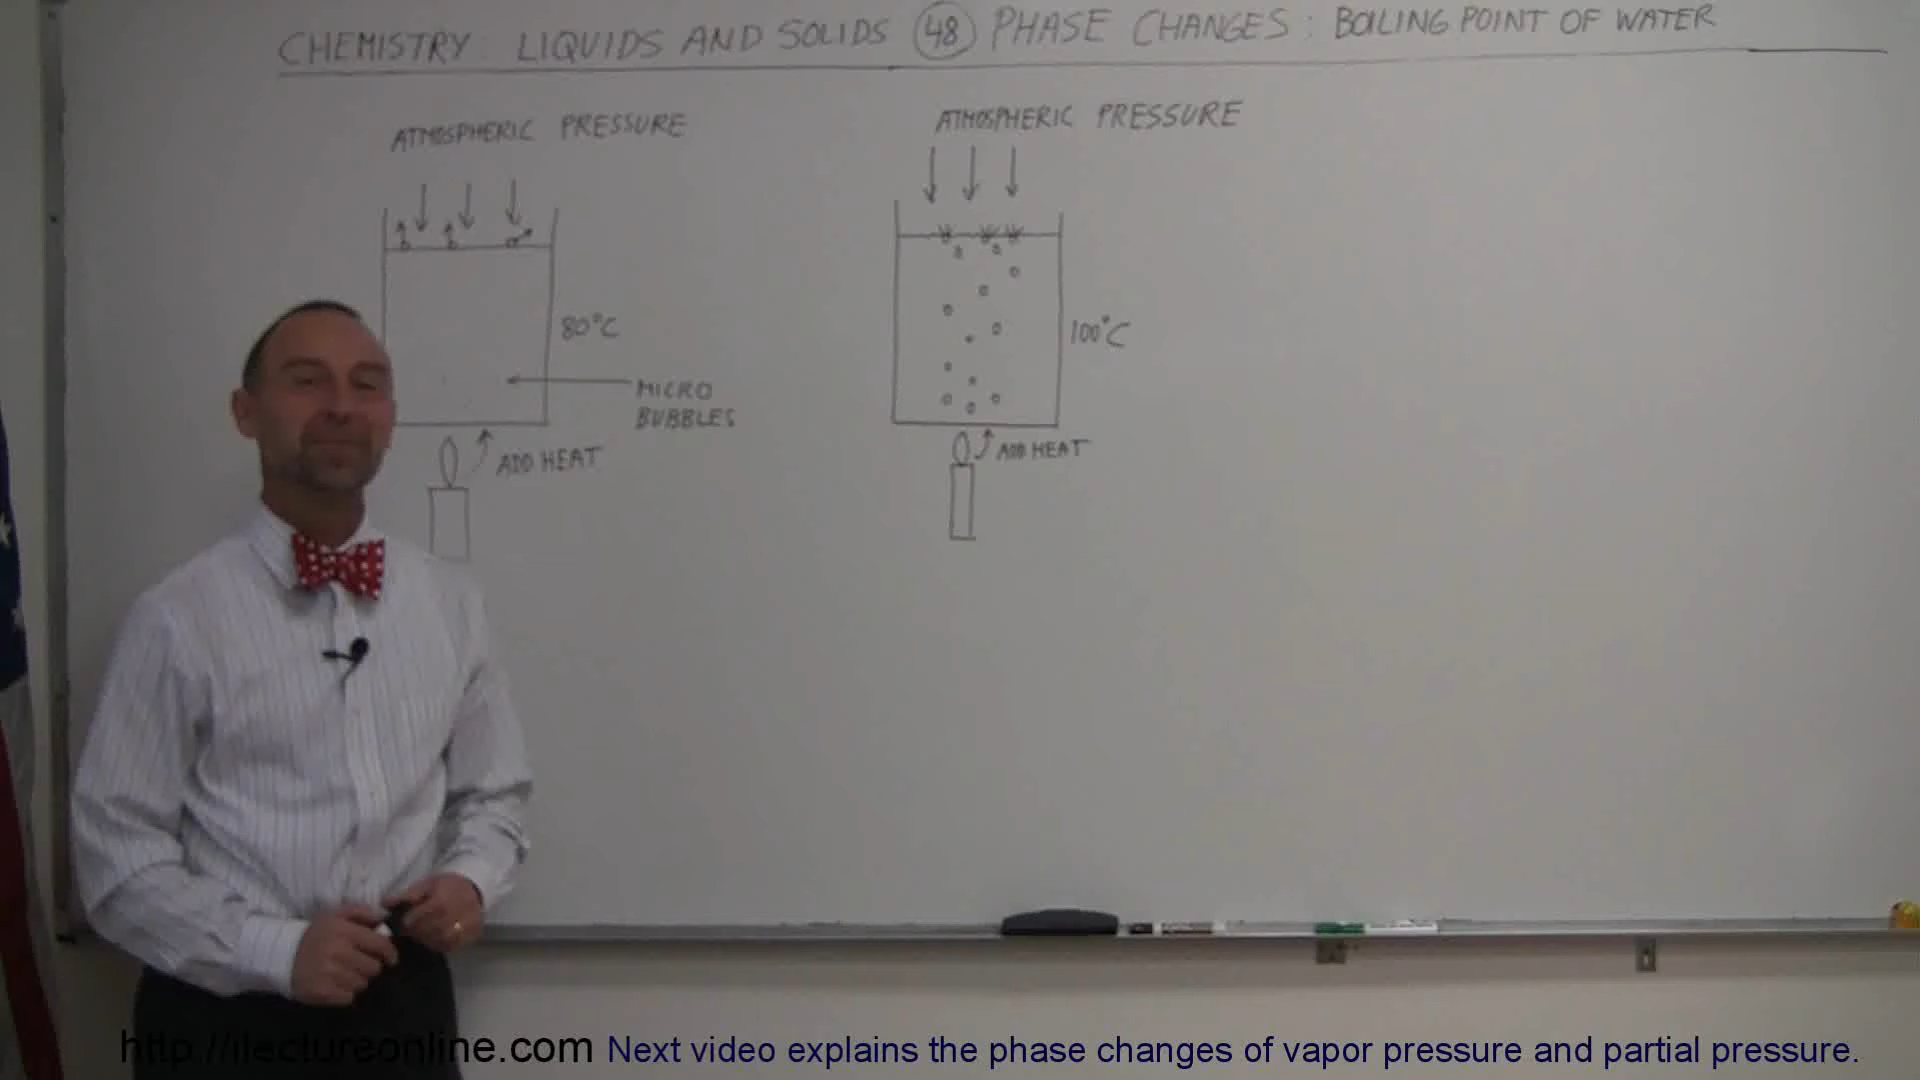 CHEMISTRY: LIQUIDS AND SOLIDS 48 PHASE CHANGES: BOILING POINT OF WATER
ATMOSPHERIC PRESSURE
80°C
MICRO
BUBBLES
ADD HEAT
ATMOSPHERIC PRESSURE
100°C
ADD HEAT
http://ilectureonline.com Next video explains the phase changes of vapor pressure and partial pressure.